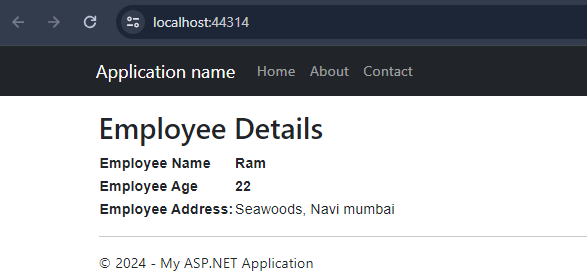 localhost:44314
Application name Home About Contact
Employee Details
Employee Name Ram
Employee Age 22
Employee Address: Seawoods, Navi mumbai
© 2024 - My ASP.NET Application